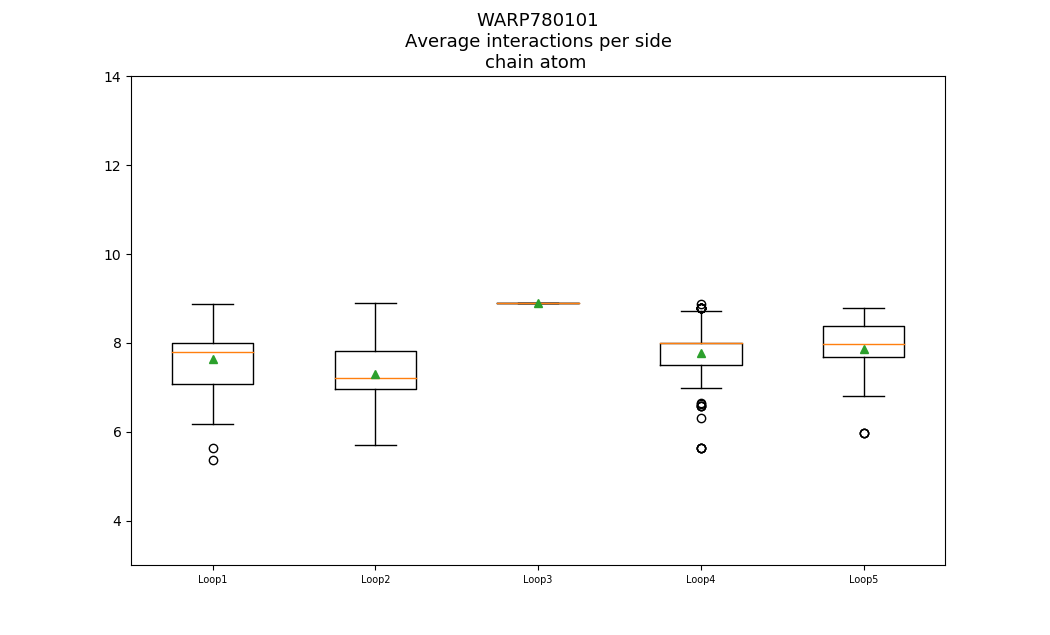 WARP780101
Average interactions per side
chain atom
14
12
10
8
6
4
Loop1
Loop2
Loop3
Loop4
Loop5